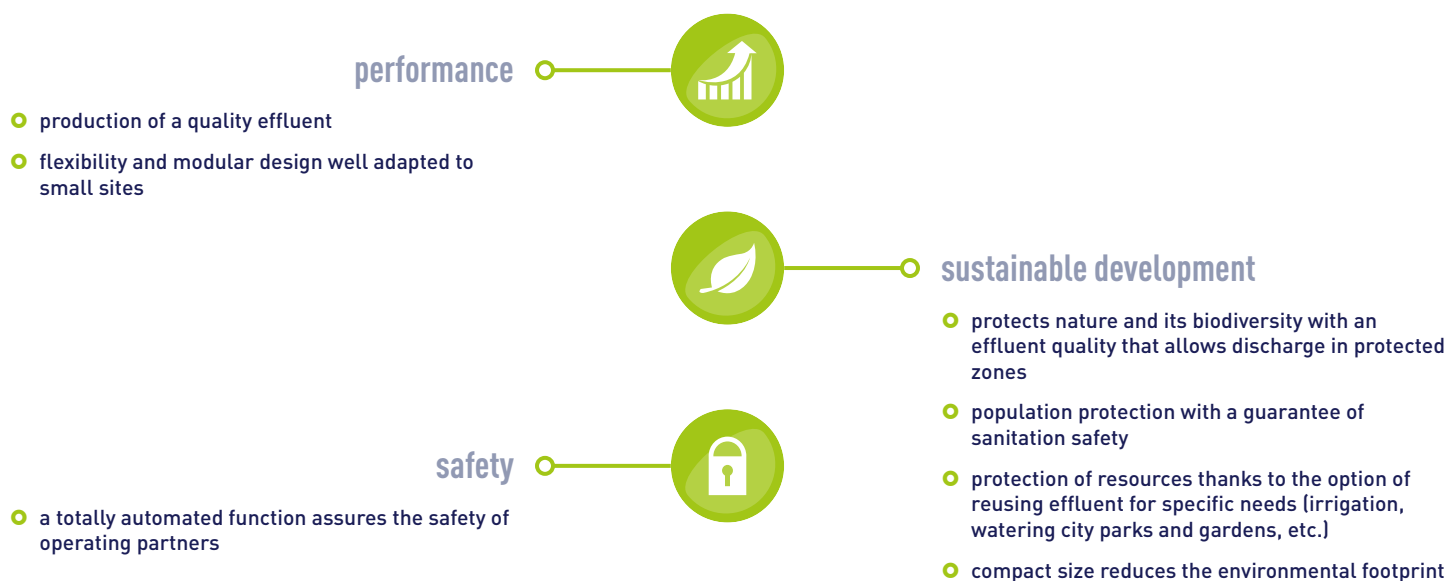 performance
production of a quality effluent
flexibility and modular design well adapted to
small sites
sustainable development
protects nature and its biodiversity with an
effluent quality that allows discharge in protected
zones
population protection with a guarantee of
sanitation safety
protection of resources thanks to the option of
reusing effluent for specific needs (irrigation,
watering city parks and gardens, etc.)
compact size reduces the environmental footprint
safety
a totally automated function assures the safety of
operating partners